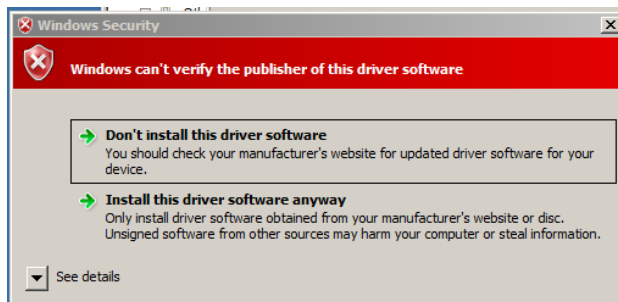 Windows Security
Windows can't verify the publisher of this driver software
Don't install this driver software
You should check your manufacturer's website for updated driver software for your
device.
Install this driver software anyway
Only install driver software obtained from your manufacturer's website or disc.
Unsigned software from other sources may harm your computer or steal information.
See details